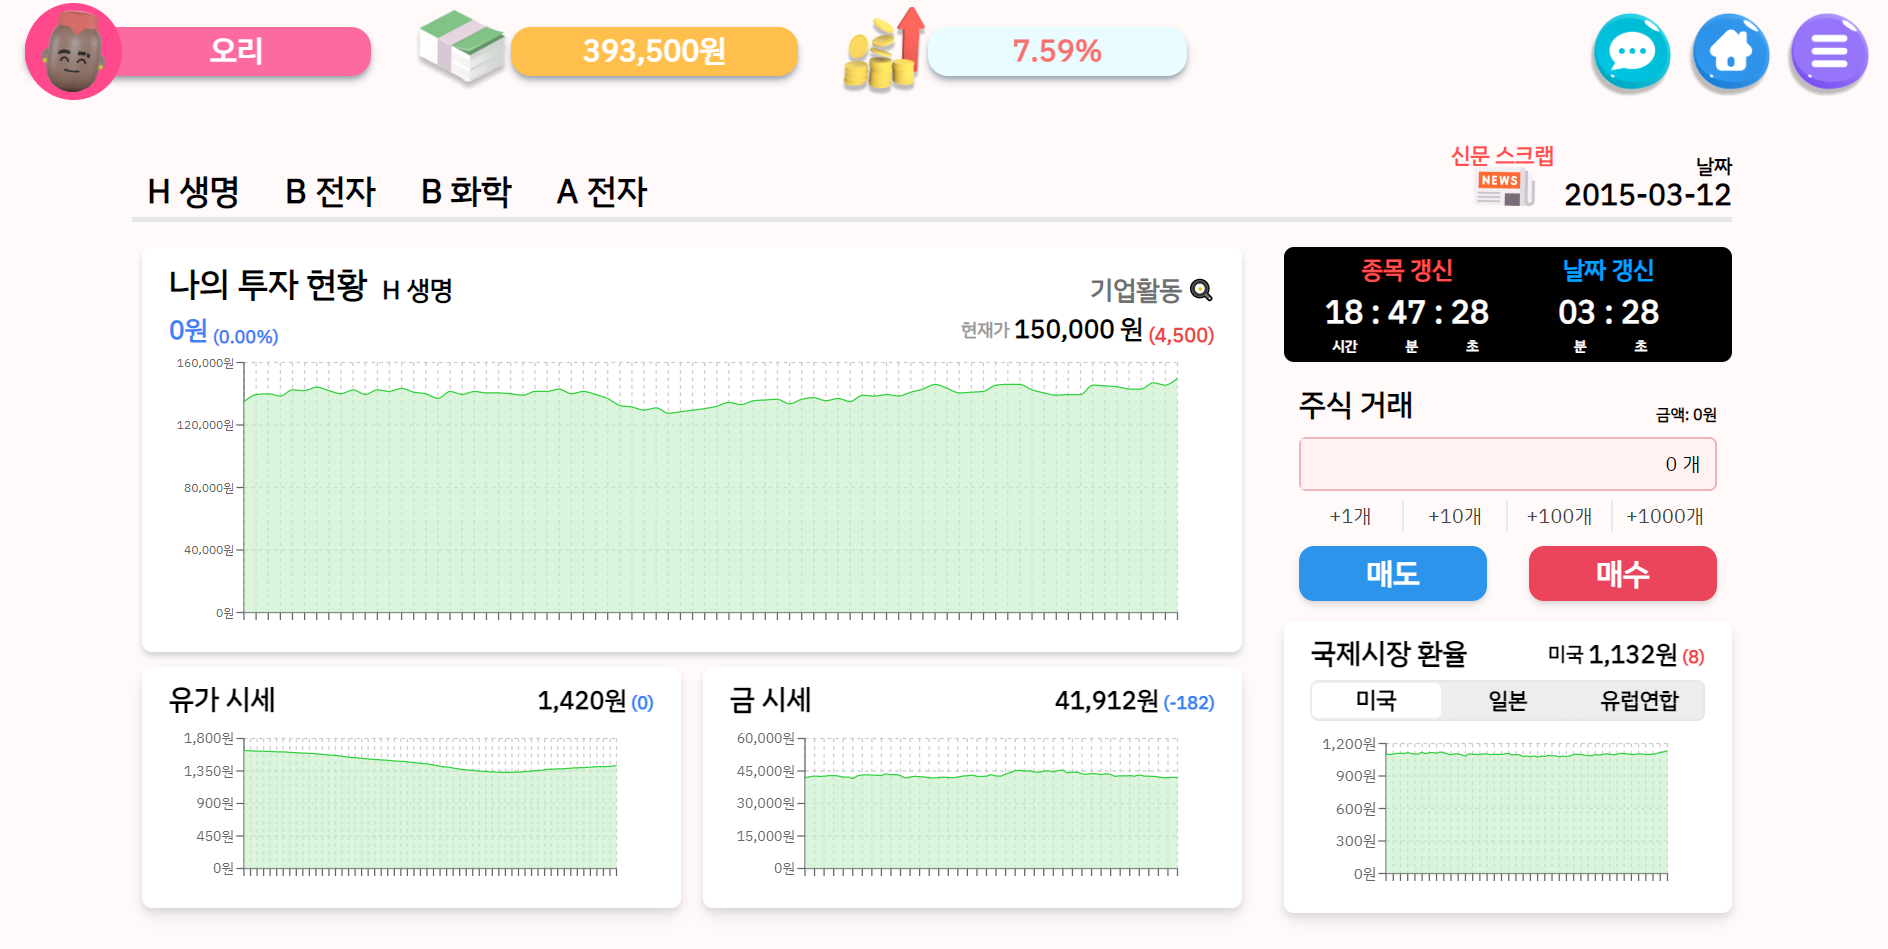 오리
393,500원
7.59%
H 생명 B 전자 B 화학 A 전자
신문 스크랩
NEWS
날짜
2015-03-12
나의 투자 현황 H 생명
기업활동
0원 (0.00%)
현재가 150,000 원 (4,500)
160,000원
120,000원
80,000원
40,000원
0원
종목 갱신
18 : 47 : 28
시간 분 초
날짜 갱신
03 : 28
분 초
주식 거래
금액: 0원
0 개
+1개 +10개 +100개 +1000개
매도 매수
유가 시세 1,420원 (0)
1,800원
1,350원
900원
450원
0원
금 시세 41,912원 (-182)
60,000원
45,000원
30,000원
15,000원
0원
국제시장 환율 미국 1,132원 (8)
미국 일본 유럽연합
1,200원
900원
600원
300원
0원